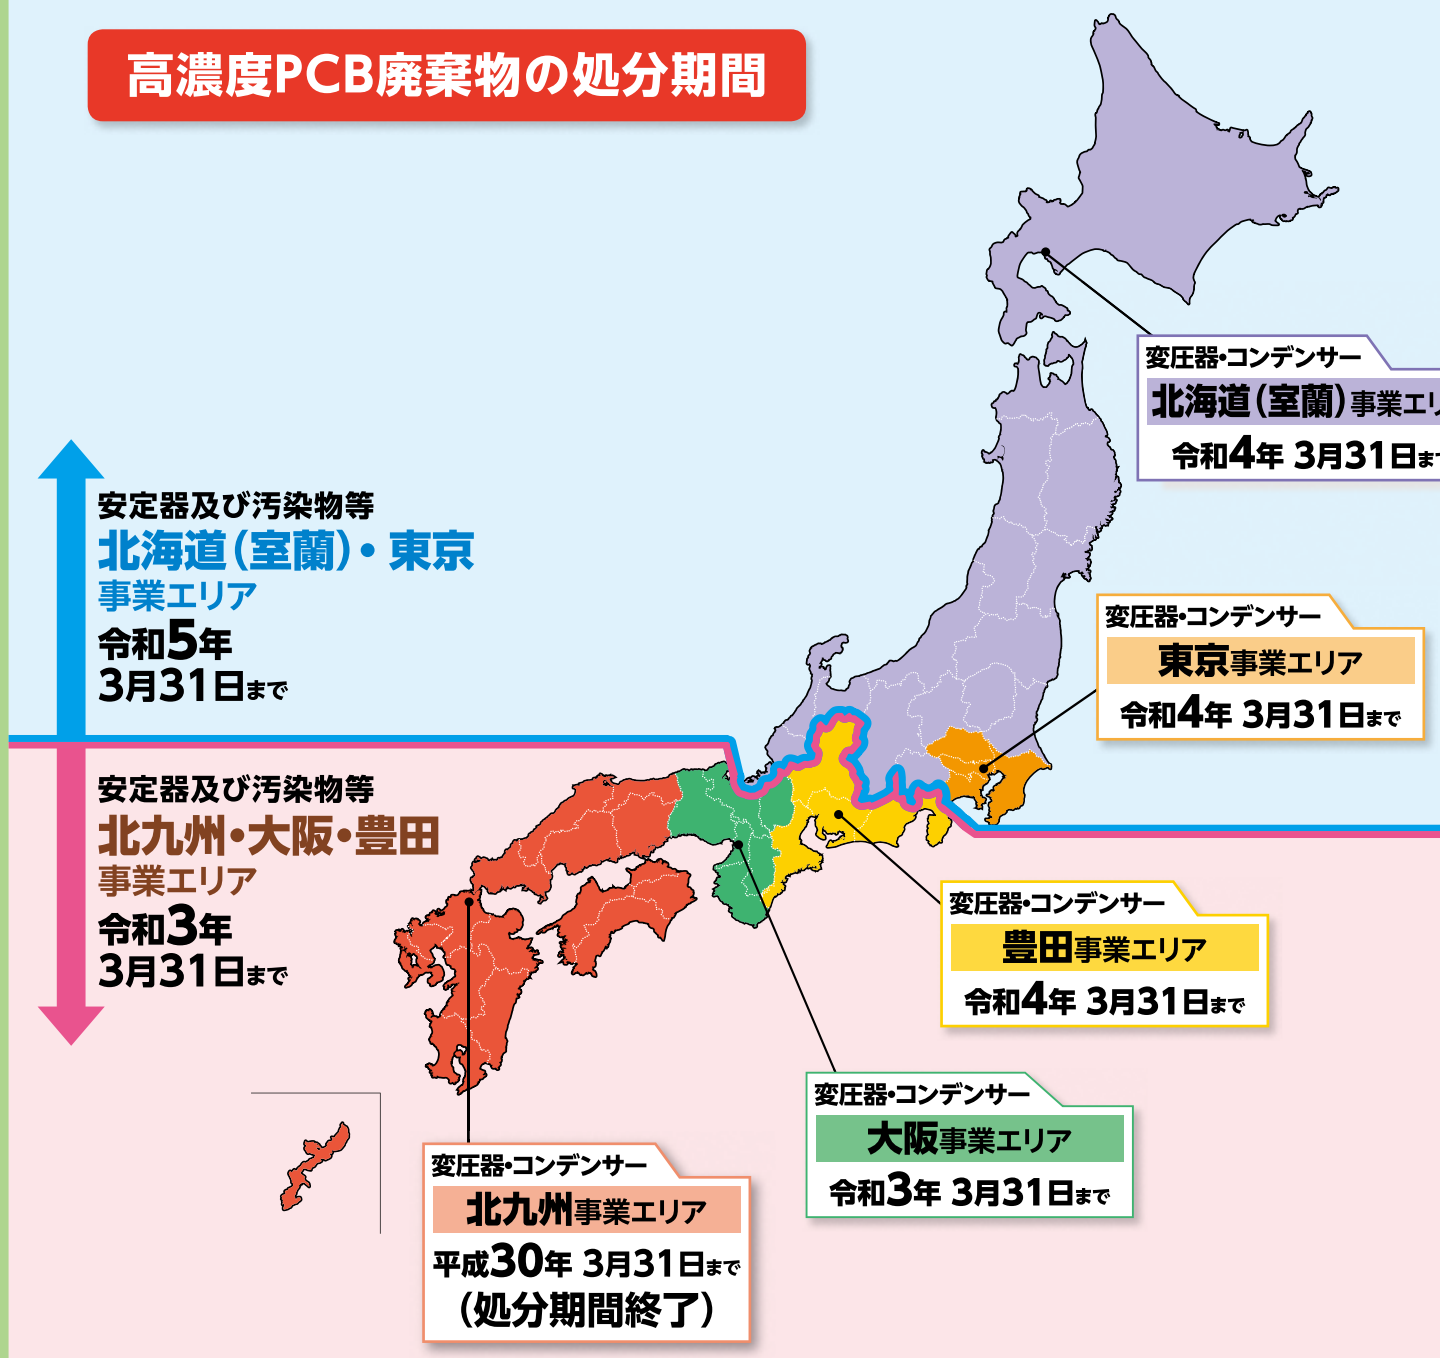 高濃度PCB廃棄物の処分期間
変圧器・コンデンサー
北海道(室蘭)事業エリ
令和4年 3月31日ま
安定器及び汚染物等
北海道(室蘭)・東京
事業エリア
令和5年
3月31日まで
変圧器・コンデンサー
東京事業エリア
令和4年 3月31日まで
安定器及び汚染物等
北九州・大阪・豊田
事業エリア
令和3年
3月31日まで
変圧器・コンデンサー
豊田事業エリア
令和4年 3月31日まで
変圧器・コンデンサー
大阪事業エリア
令和3年 3月31日まで
変圧器・コンデンサー
北九州事業エリア
平成30年 3月31日まで
(処分期間終了)